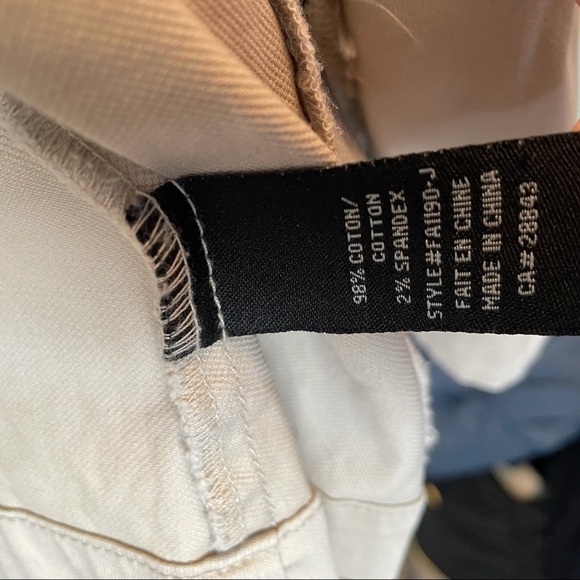 98% COTON/
COTTON
2% SPANDEX
STYLE#FA1190-J
FAIT EN CHINE
MADE IN CHINA
CA# 28843